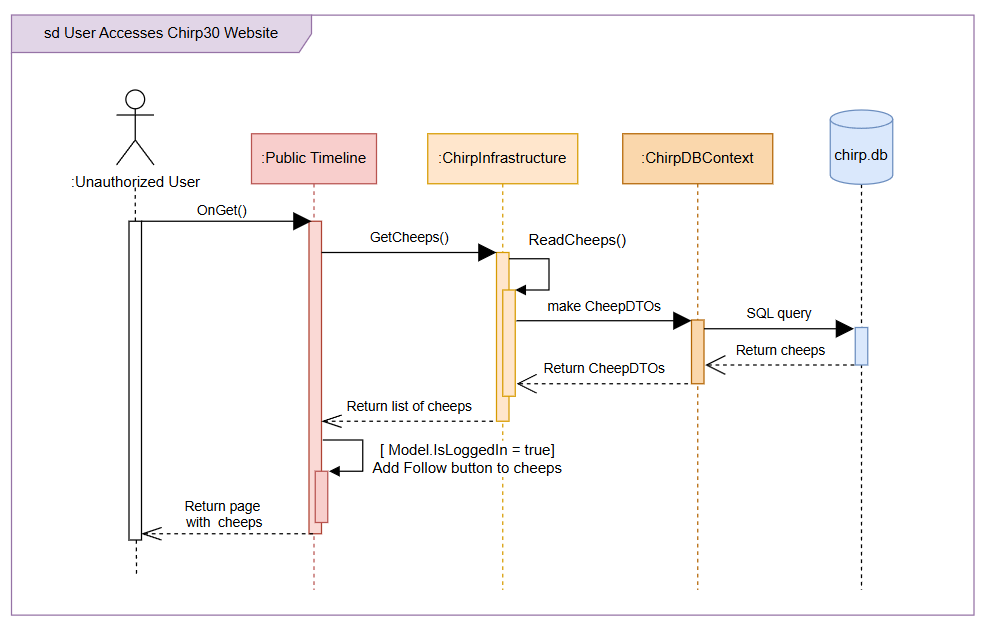 sd User Accesses Chirp30 Website
:Unauthorized User
:Public Timeline
:ChirpInfrastructure
:ChirpDBContext
chirp.db
OnGet()
GetCheeps()
ReadCheeps()
make CheepDTOs
SQL query
Return cheeps
Return CheepDTOs
Return list of cheeps
[ Model.IsLoggedIn = true]
Add Follow button to cheeps
Return page
with cheeps